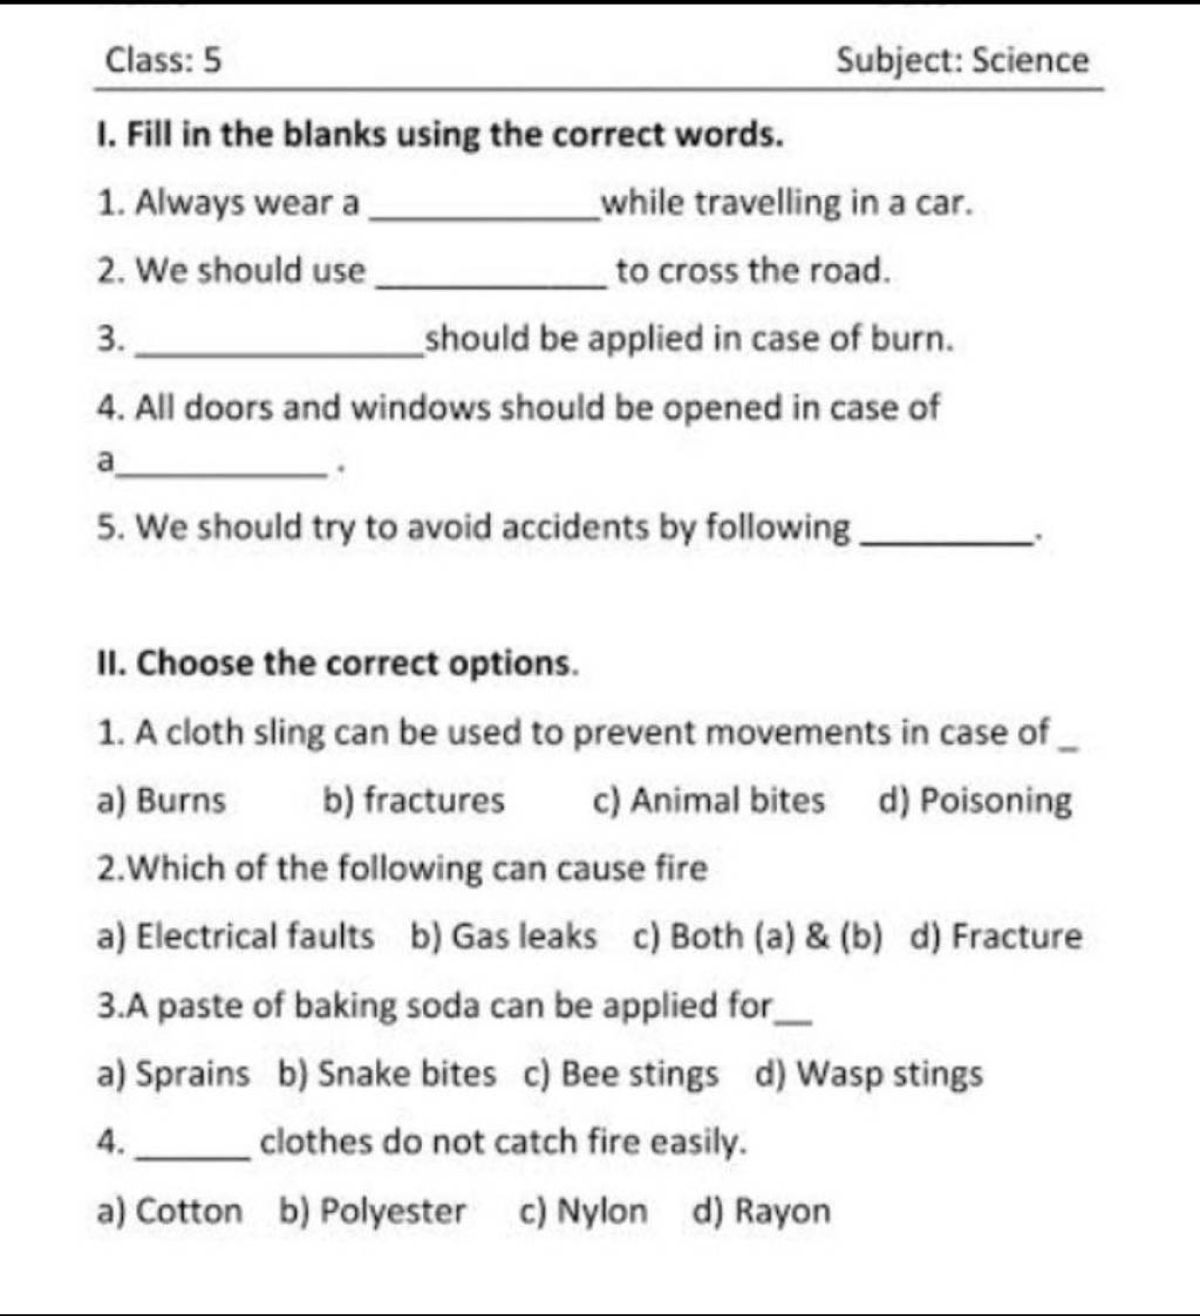 Class: 5 Subject: Science
I. Fill in the blanks using the correct words.
1. Always wear a ____________while travelling in a car.
2. We should use ____________ to cross the road.
3. _______________should be applied in case of burn.
4. All doors and windows should be opened in case of
a___________ .
5. We should try to avoid accidents by following _________.
II. Choose the correct options.
1. A cloth sling can be used to prevent movements in case of _
a) Burns b) fractures c) Animal bites d) Poisoning
2.Which of the following can cause fire
a) Electrical faults b) Gas leaks c) Both (a) & (b) d) Fracture
3.A paste of baking soda can be applied for__
a) Sprains b) Snake bites c) Bee stings d) Wasp stings
4. ______ clothes do not catch fire easily.
a) Cotton b) Polyester c) Nylon d) Rayon